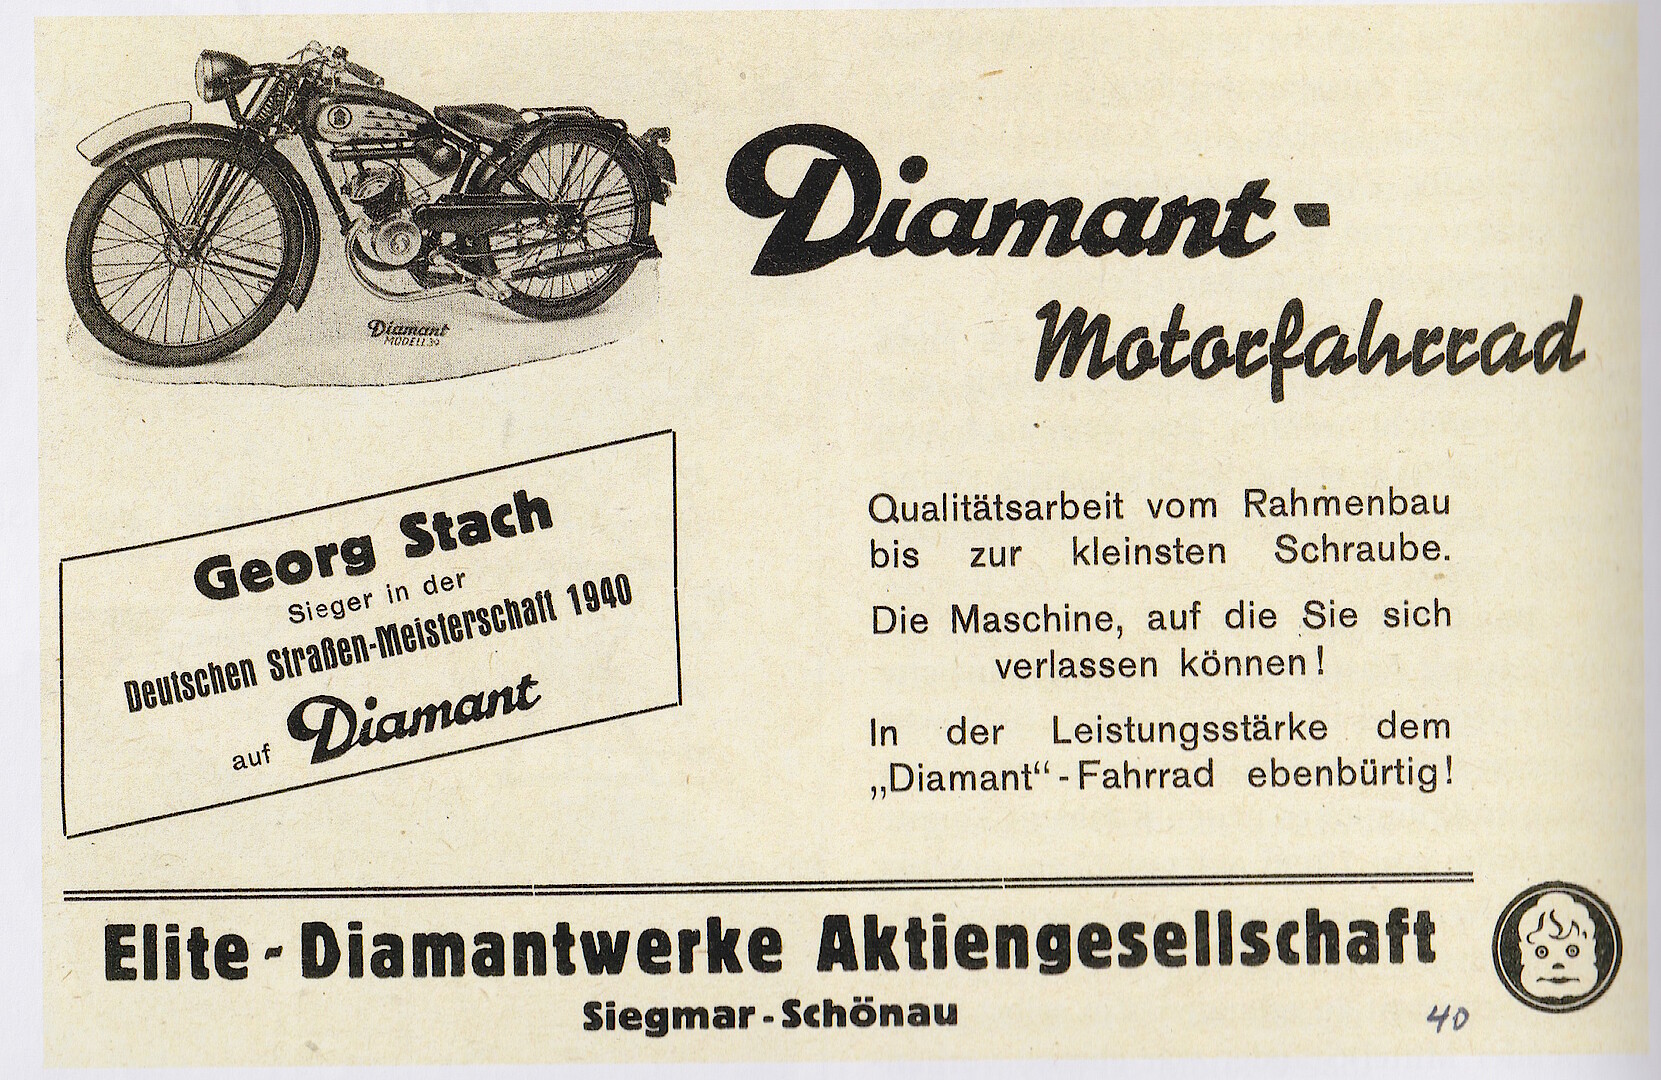 Diamant
MODELL 39
Diamant-
Motorfahrrad
Georg Stach
Sieger in der
Deutschen Straßen-Meisterschaft 1940
auf Diamant
Qualitätsarbeit vom Rahmenbau
bis zur kleinsten Schraube.
Die Maschine, auf die Sie sich
verlassen können!
In der Leistungsstärke dem
„Diamant“-Fahrrad ebenbürtig!
Elite-Diamantwerke Aktiengesellschaft
Siegmar-Schönau
40